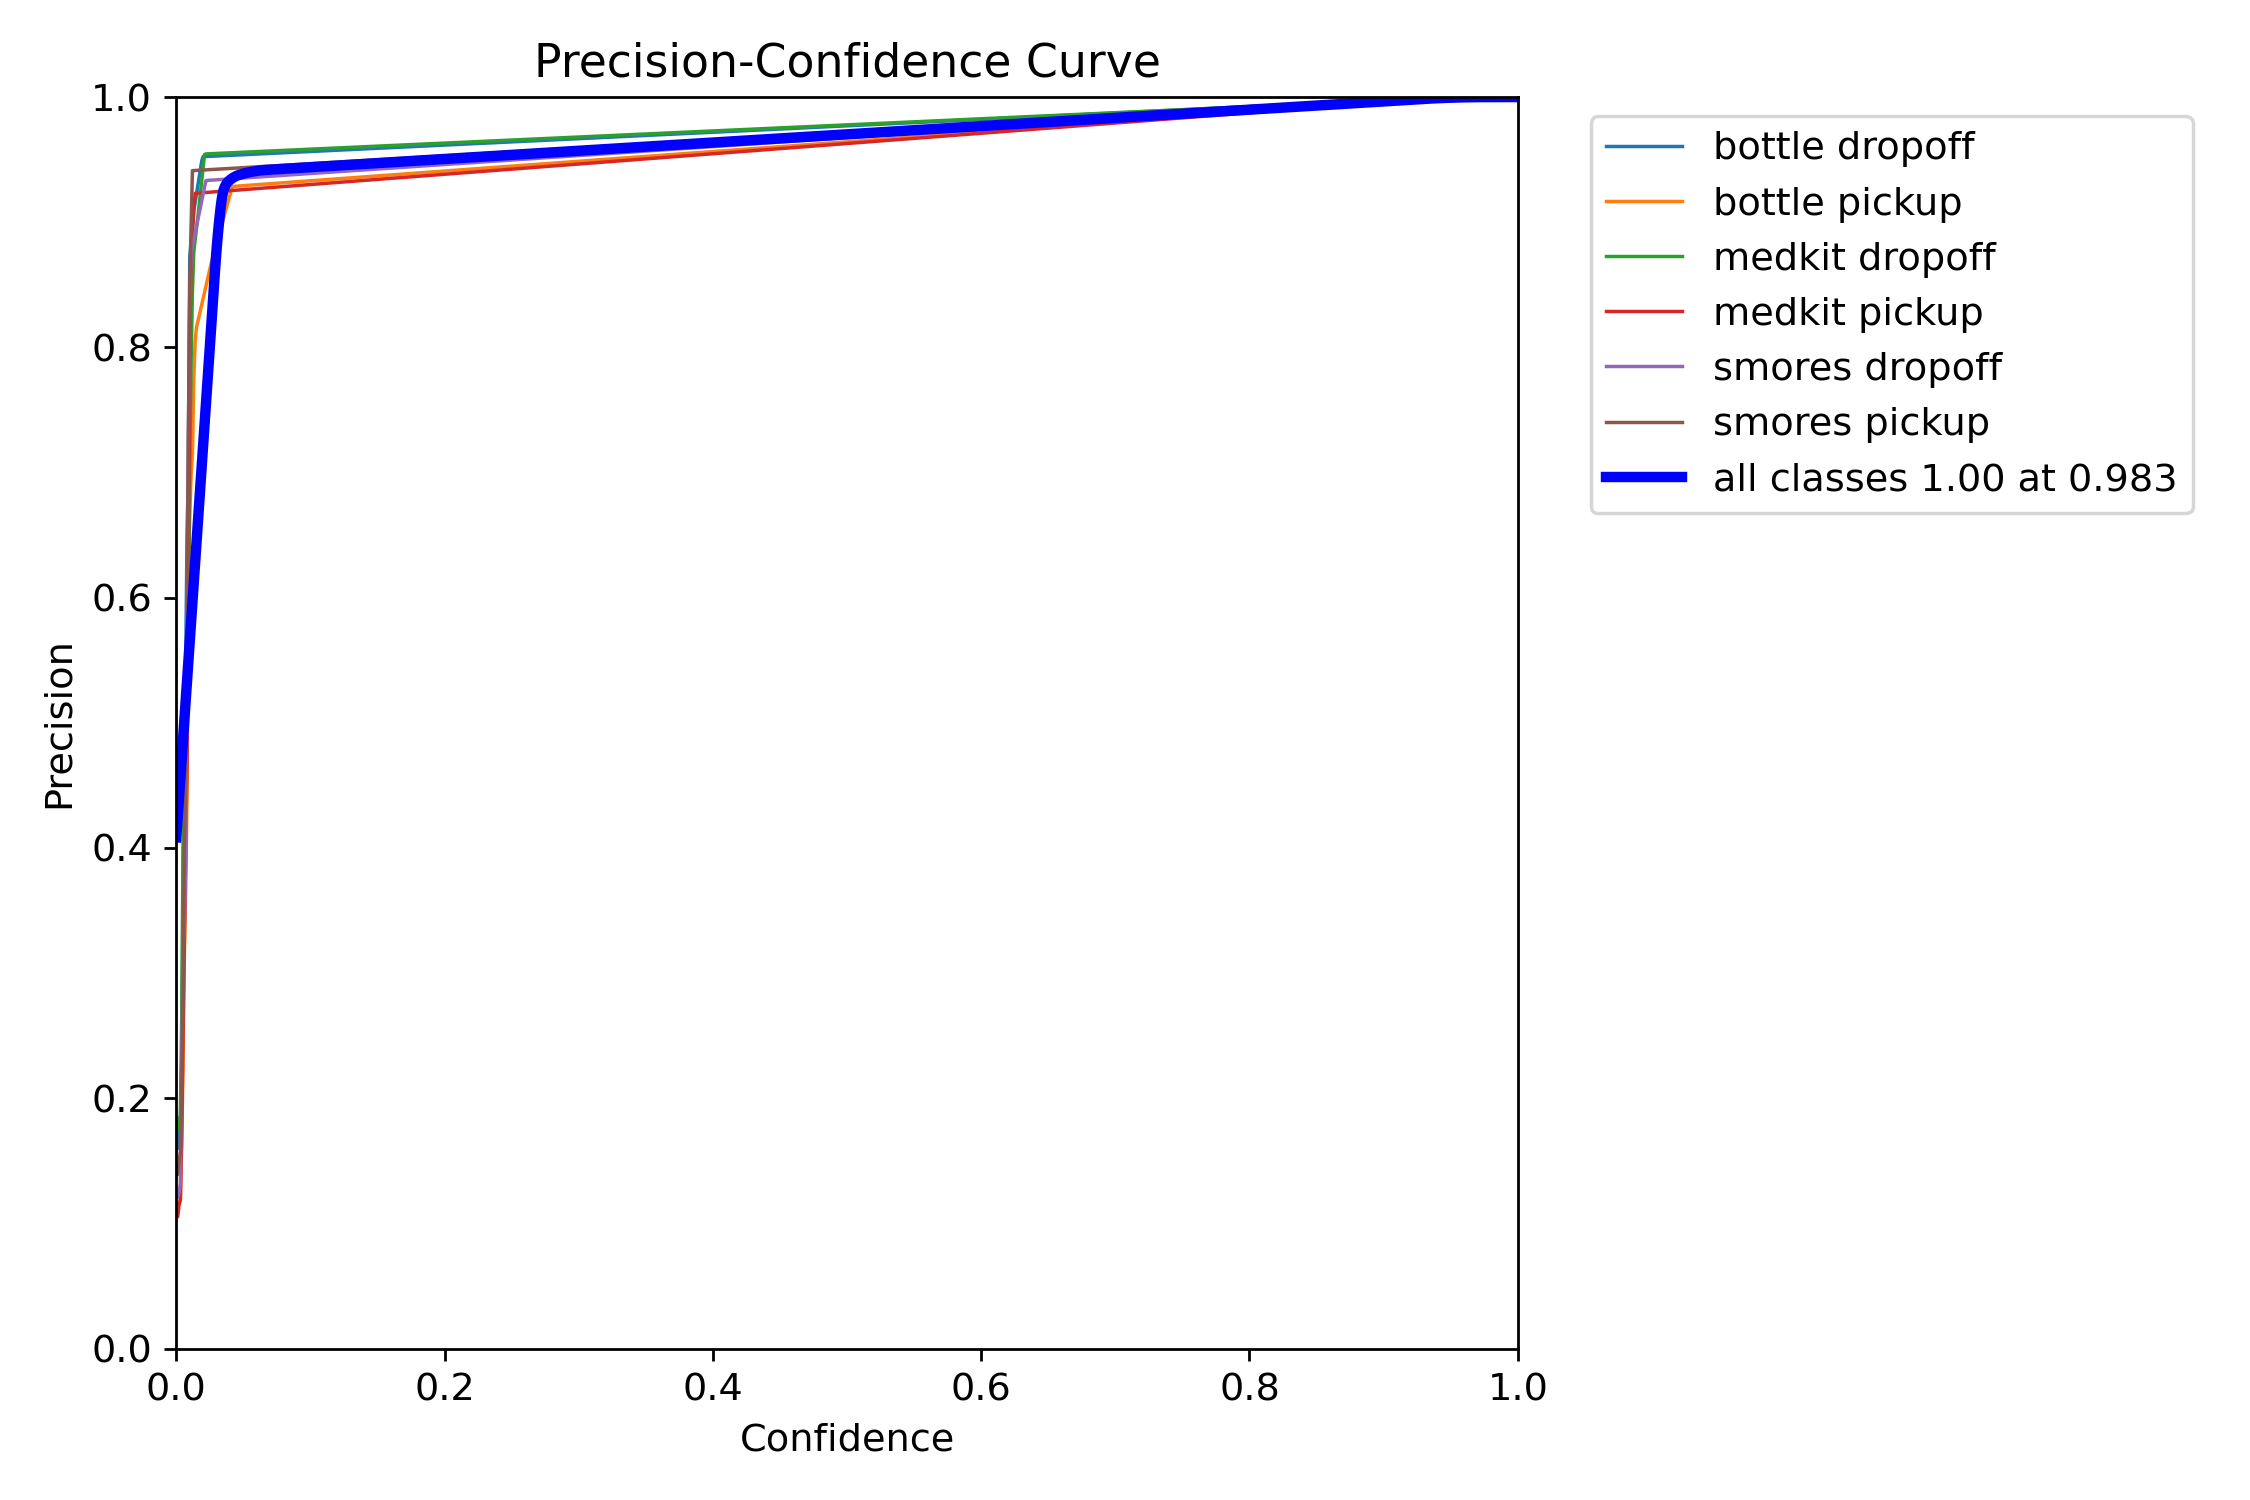 Precision-Confidence Curve
1.0
0.8
0.6
0.4
0.2
0.0
Precision
0.0 0.2 0.4 0.6 0.8 1.0
Confidence
bottle dropoff
bottle pickup
medkit dropoff
medkit pickup
smores dropoff
smores pickup
all classes 1.00 at 0.983